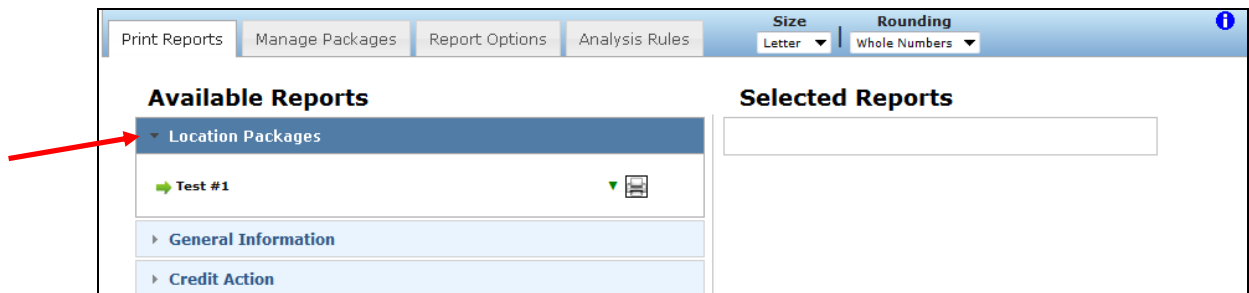 Print Reports Manage Packages Report Options Analysis Rules
Size Rounding
Letter Whole Numbers
i
Available Reports
Selected Reports
Location Packages
Test #1
General Information
Credit Action